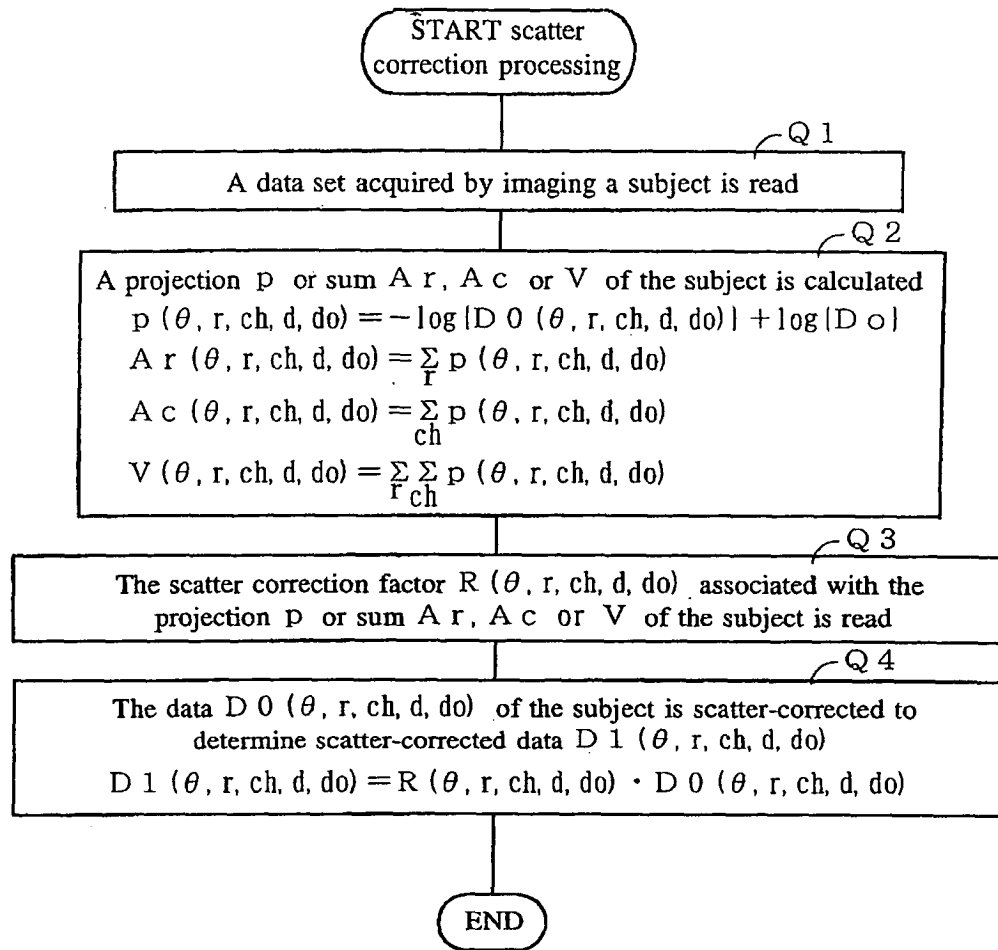 START scatter
correction processing
Q 1
A data set acquired by imaging a subject is read
Q 2
A projection p or sum A r, A c or V of the subject is calculated
p (θ, r, ch, d, do) = −log{D 0 (θ, r, ch, d, do)} + log{D o}
A r (θ, r, ch, d, do) = Σ p (θ, r, ch, d, do)
r
A c (θ, r, ch, d, do) = Σ p (θ, r, ch, d, do)
ch
V (θ, r, ch, d, do) = Σ Σ p (θ, r, ch, d, do)
r ch
Q 3
The scatter correction factor R (θ, r, ch, d, do) associated with the
projection p or sum A r, A c or V of the subject is read
Q 4
The data D 0 (θ, r, ch, d, do) of the subject is scatter-corrected to
determine scatter-corrected data D 1 (θ, r, ch, d, do)
D 1 (θ, r, ch, d, do) = R (θ, r, ch, d, do) · D 0 (θ, r, ch, d, do)
END